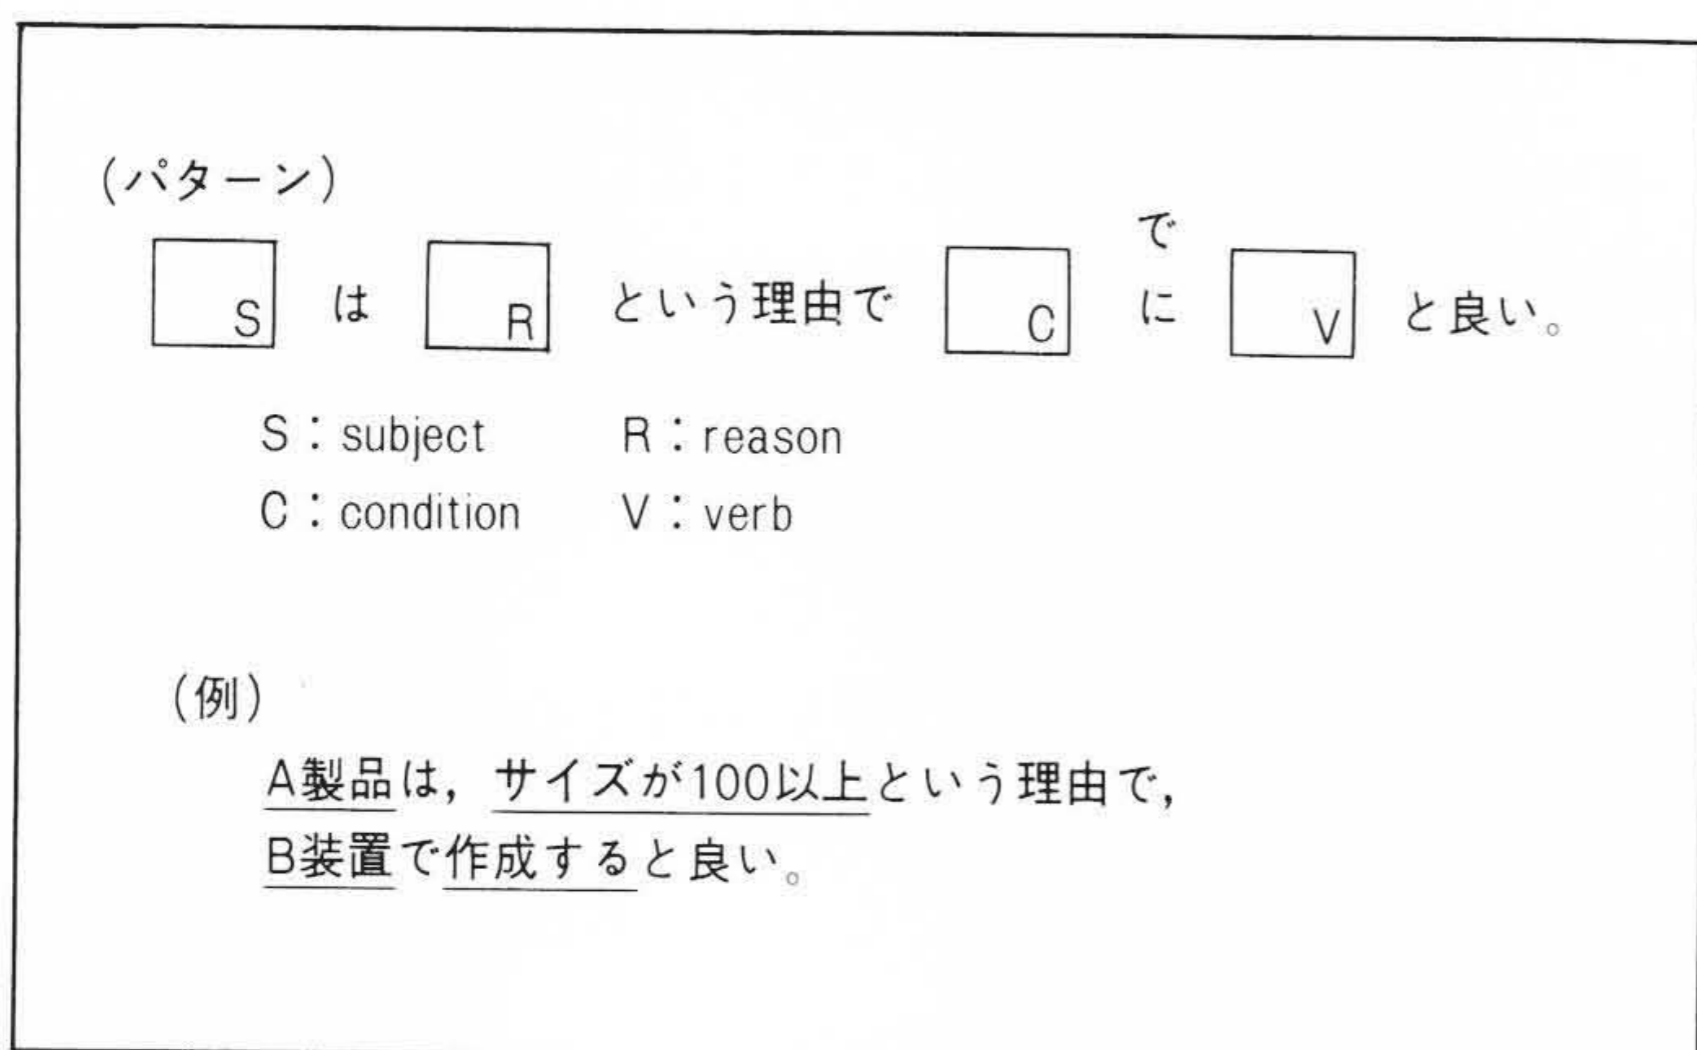 (パターン)
で
S は R という理由で C に V と良い。
S：subject R：reason
C：condition V：verb
(例)
A製品は，サイズが100以上という理由で，
B装置で作成すると良い。